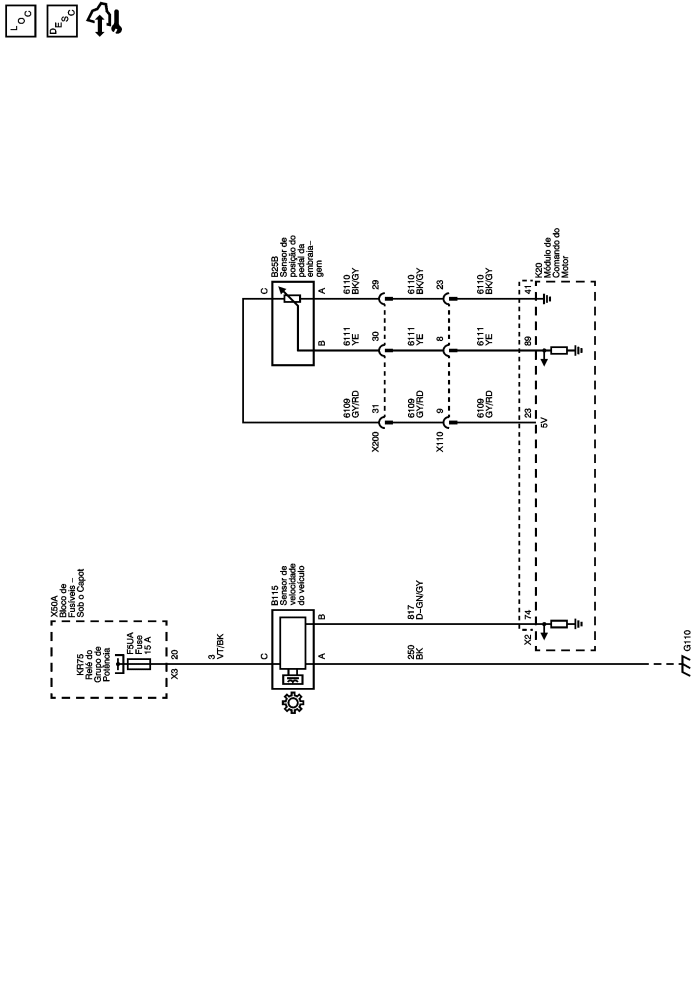 LOC
DESC
X50A
Bloco de
Fusíveis –
Sob o Capot
KR75
Relé do
Grupo de
Potência
F5UA
Fuse
15 A
20
X3
3
VT/BK
C
B115
Sensor de
velocidade
do veículo
B
A
817
D–GN/GY
250
BK
X2
74
G110
C
B25B
Sensor de
posição do
pedal da
embraia–
gem
A
B
6110
BK/GY
29
6110
BK/GY
23
6110
BK/GY
41
6111
YE
30
6111
YE
8
6111
YE
89
6109
GY/RD
31
X200
6109
GY/RD
9
X110
6109
GY/RD
23
5V
K20
Módulo de
Comando do
Motor